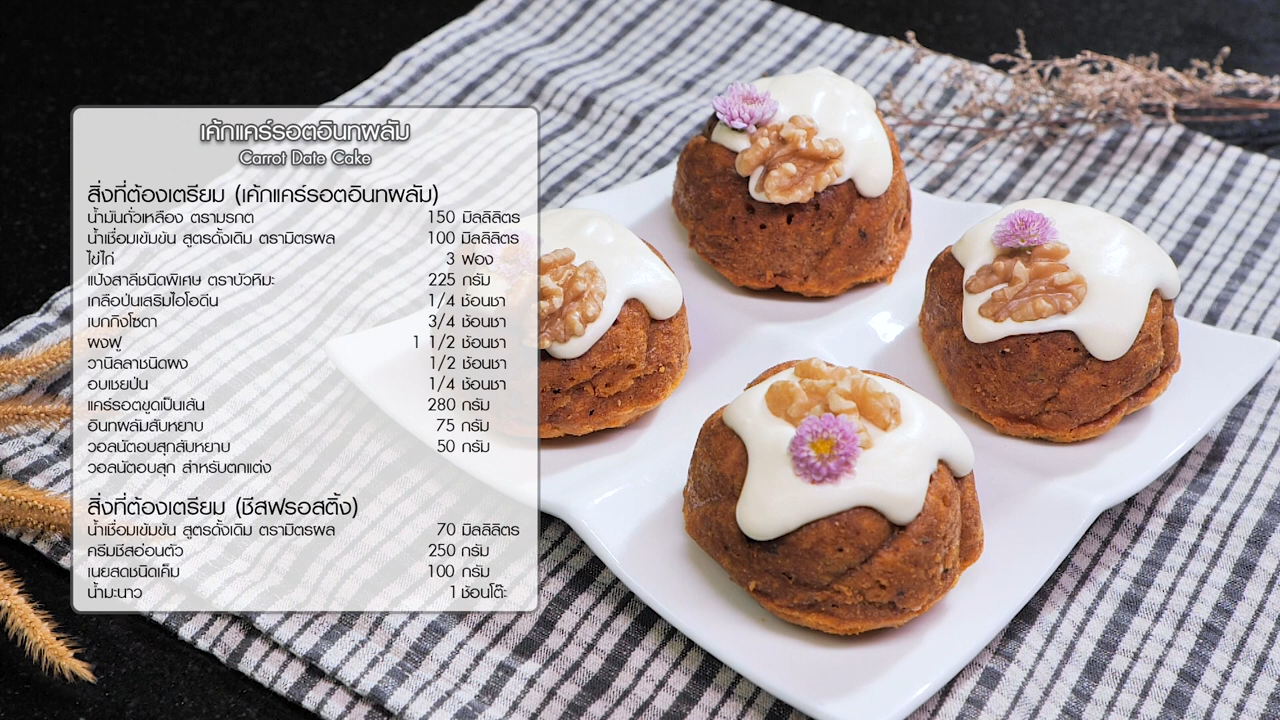 เค้กแคร์รอตอินทผลัม
Carrot Date Cake
สิ่งที่ต้องเตรียม (เค้กแคร์รอตอินทผลัม)
น้ำมันถั่วเหลือง ตรามรกต 150 มิลลิลิตร
น้ำเชื่อมเข้มข้น สูตรดั้งเดิม ตรามิตรผล 100 มิลลิลิตร
ไข่ไก่ 3 ฟอง
แป้งสาลีชนิดพิเศษ ตราบัวหิมะ 225 กรัม
เกลือป่นเสริมไอโอดีน 1/4 ช้อนชา
เบกกิงโซดา 3/4 ช้อนชา
ผงฟู 1 1/2 ช้อนชา
วานิลลาชนิดผง 1/2 ช้อนชา
อบเชยป่น 1/4 ช้อนชา
แคร์รอตขูดเป็นเส้น 280 กรัม
อินทผลัมสับหยาบ 75 กรัม
วอลนัตอบสุกสับหยาบ 50 กรัม
วอลนัตอบสุก สำหรับตกแต่ง
สิ่งที่ต้องเตรียม (ชีสฟรอสติ้ง)
น้ำเชื่อมเข้มข้น สูตรดั้งเดิม ตรามิตรผล 70 มิลลิลิตร
ครีมชีสอ่อนตัว 250 กรัม
เนยสดชนิดเค็ม 100 กรัม
น้ำมะนาว 1 ช้อนโต๊ะ